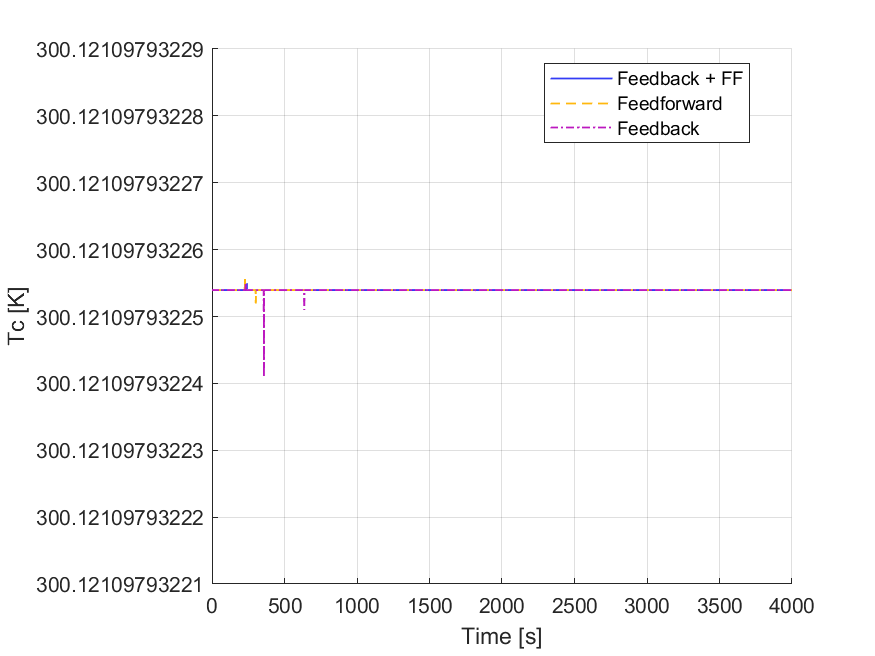 300.12109793229
300.12109793228
300.12109793227
300.12109793226
300.12109793225
300.12109793224
300.12109793223
300.12109793222
300.12109793221
Tc [K]
Feedback + FF
Feedforward
Feedback
0 500 1000 1500 2000 2500 3000 3500 4000
Time [s]